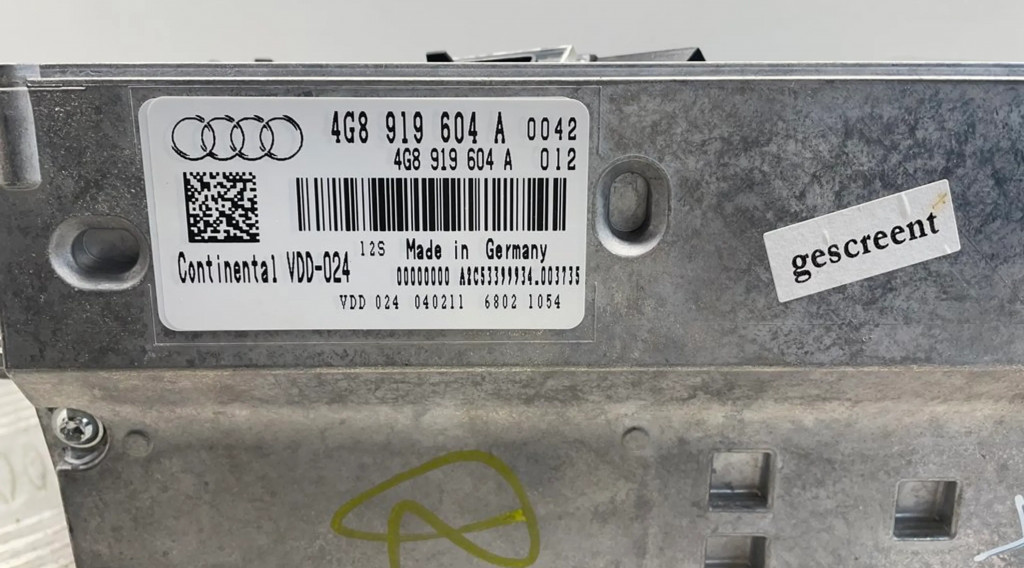 4G8 919 604 A 0042
4G8 919 604 A 012
12S Made in Germany
Continental VDD-024
00000000 A2C53399934.003735
VDD 024 040211 6802 1054
gescreent